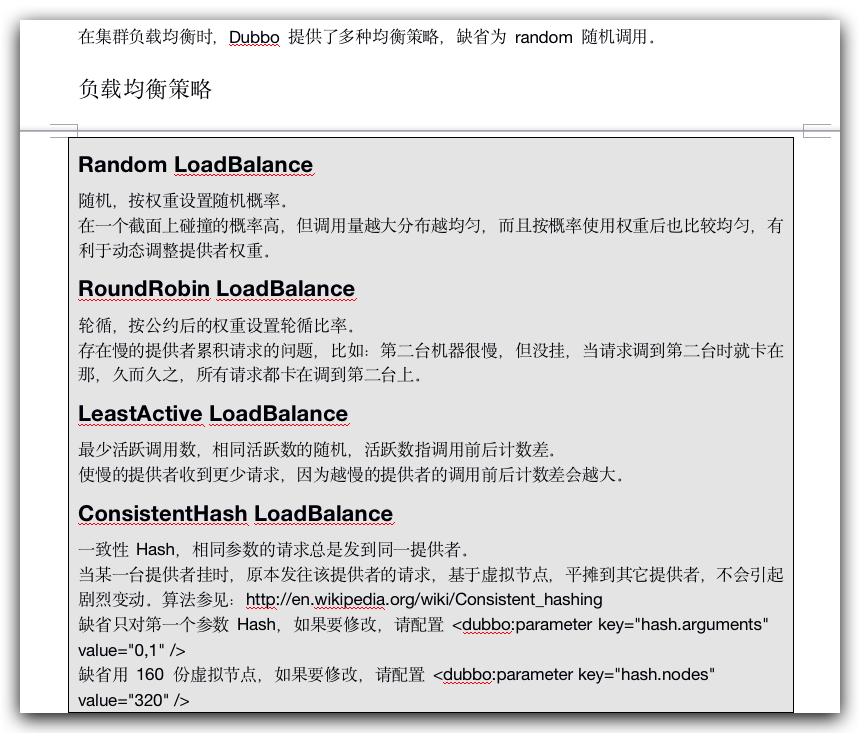 在集群负载均衡时，Dubbo 提供了多种均衡策略，缺省为 random 随机调用。
负载均衡策略
Random LoadBalance
随机，按权重设置随机概率。
在一个截面上碰撞的概率高，但调用量越大分布越均匀，而且按概率使用权重后也比较均匀，有
利于动态调整提供者权重。
RoundRobin LoadBalance
轮循，按公约后的权重设置轮循比率。
存在慢的提供者累积请求的问题，比如：第二台机器很慢，但没挂，当请求调到第二台时就卡在
那，久而久之，所有请求都卡在调到第二台上。
LeastActive LoadBalance
最少活跃调用数，相同活跃数的随机，活跃数指调用前后计数差。
使慢的提供者收到更少请求，因为越慢的提供者的调用前后计数差会越大。
ConsistentHash LoadBalance
一致性 Hash，相同参数的请求总是发到同一提供者。
当某一台提供者挂时，原本发往该提供者的请求，基于虚拟节点，平摊到其它提供者，不会引起
剧烈变动。算法参见：http://en.wikipedia.org/wiki/Consistent_hashing
缺省只对第一个参数 Hash，如果要修改，请配置 <dubbo:parameter key="hash.arguments"
value="0,1" />
缺省用 160 份虚拟节点，如果要修改，请配置 <dubbo:parameter key="hash.nodes"
value="320" />